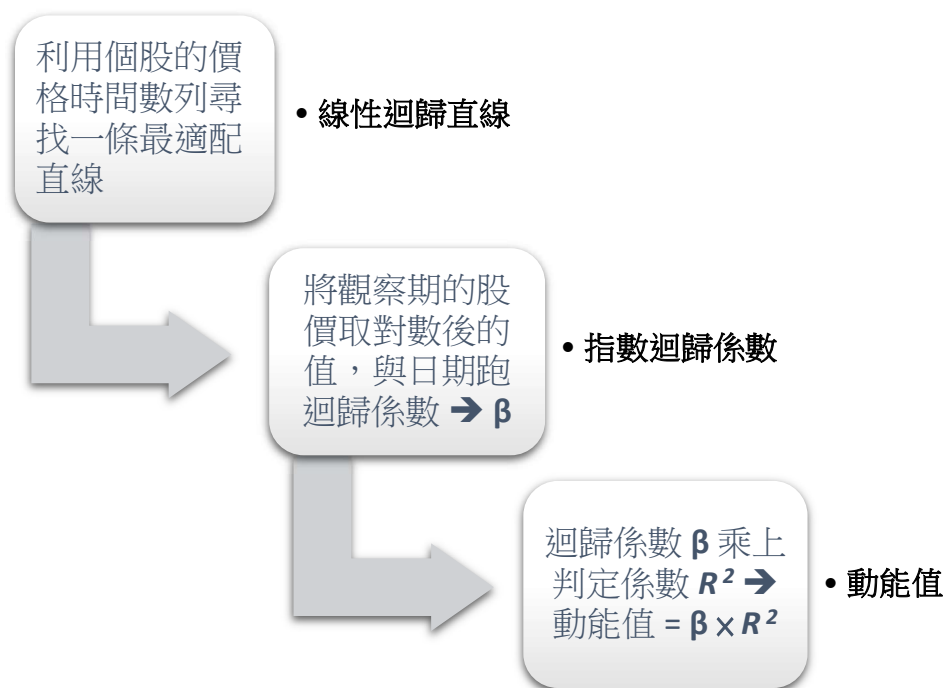 利用個股的價
格時間數列尋
找一條最適配
直線
• 線性迴歸直線
將觀察期的股
價取對數後的
值，與日期跑
迴歸係數 ➔ β
• 指數迴歸係數
迴歸係數 β 乘上
判定係數 R² ➔
動能值 = β × R²
• 動能值